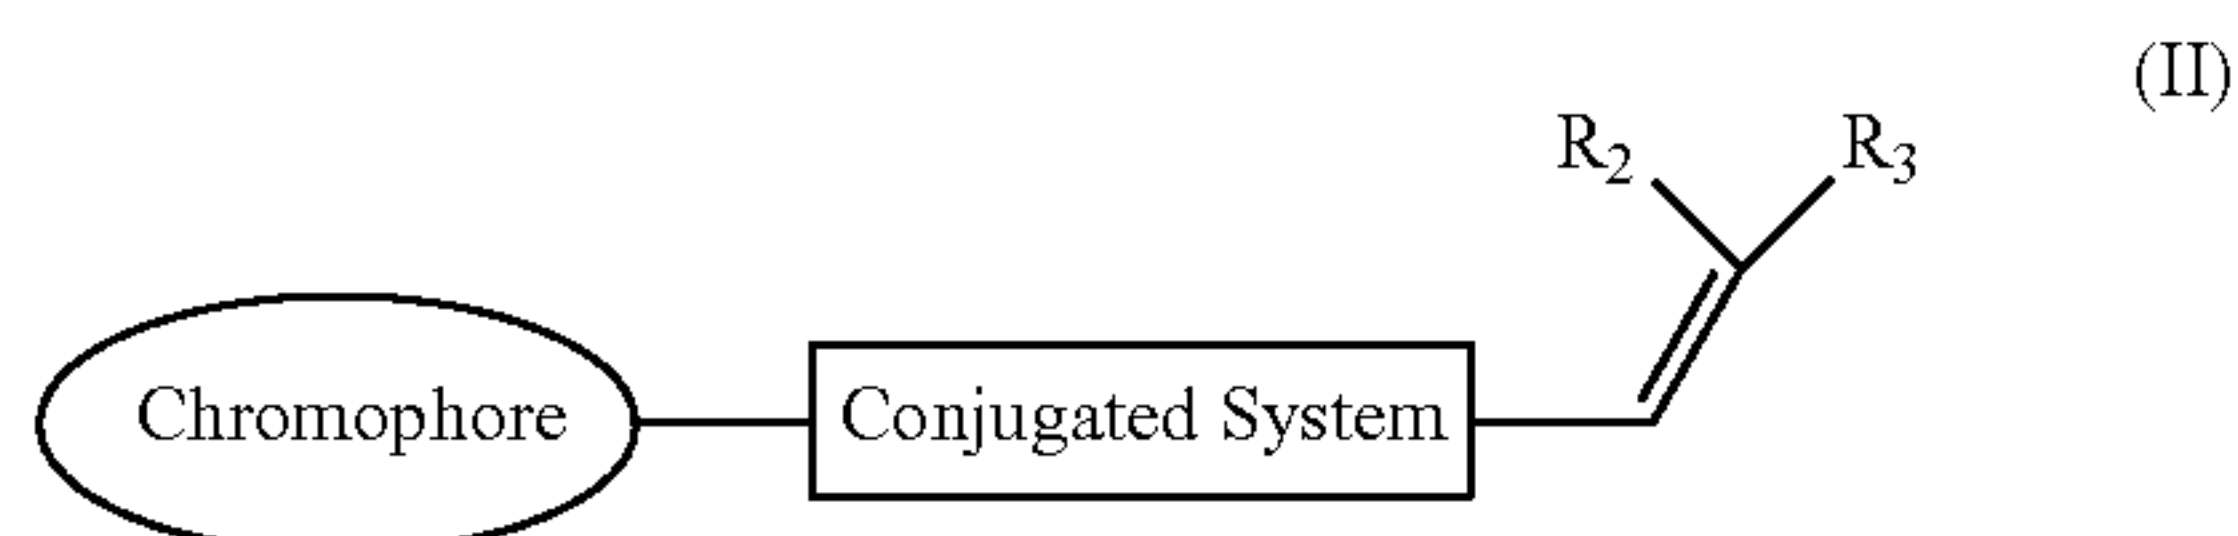 (II)
R₂ R₃
Chromophore Conjugated System